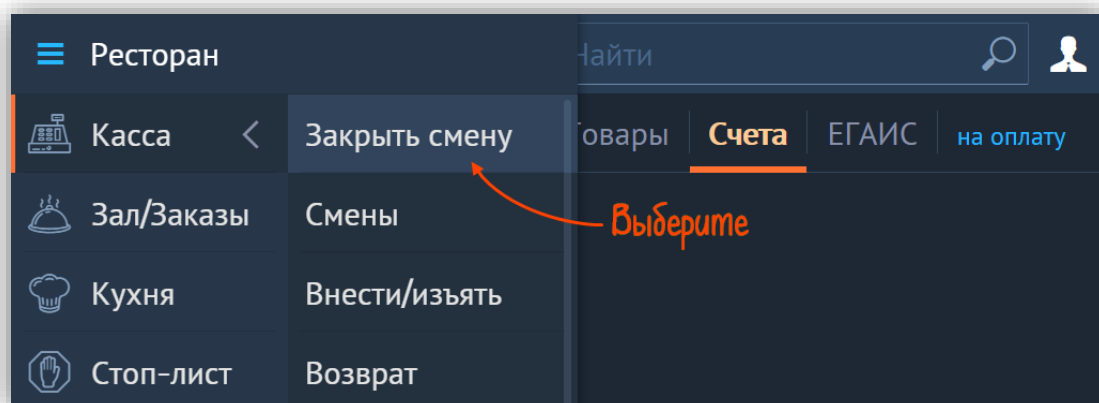 Ресторан
Найти
Касса
Закрыть смену
Товары
Счета
ЕГАИС
на оплату
Зал/Заказы
Смены
Выберите
Кухня
Внести/изъять
Стоп-лист
Возврат